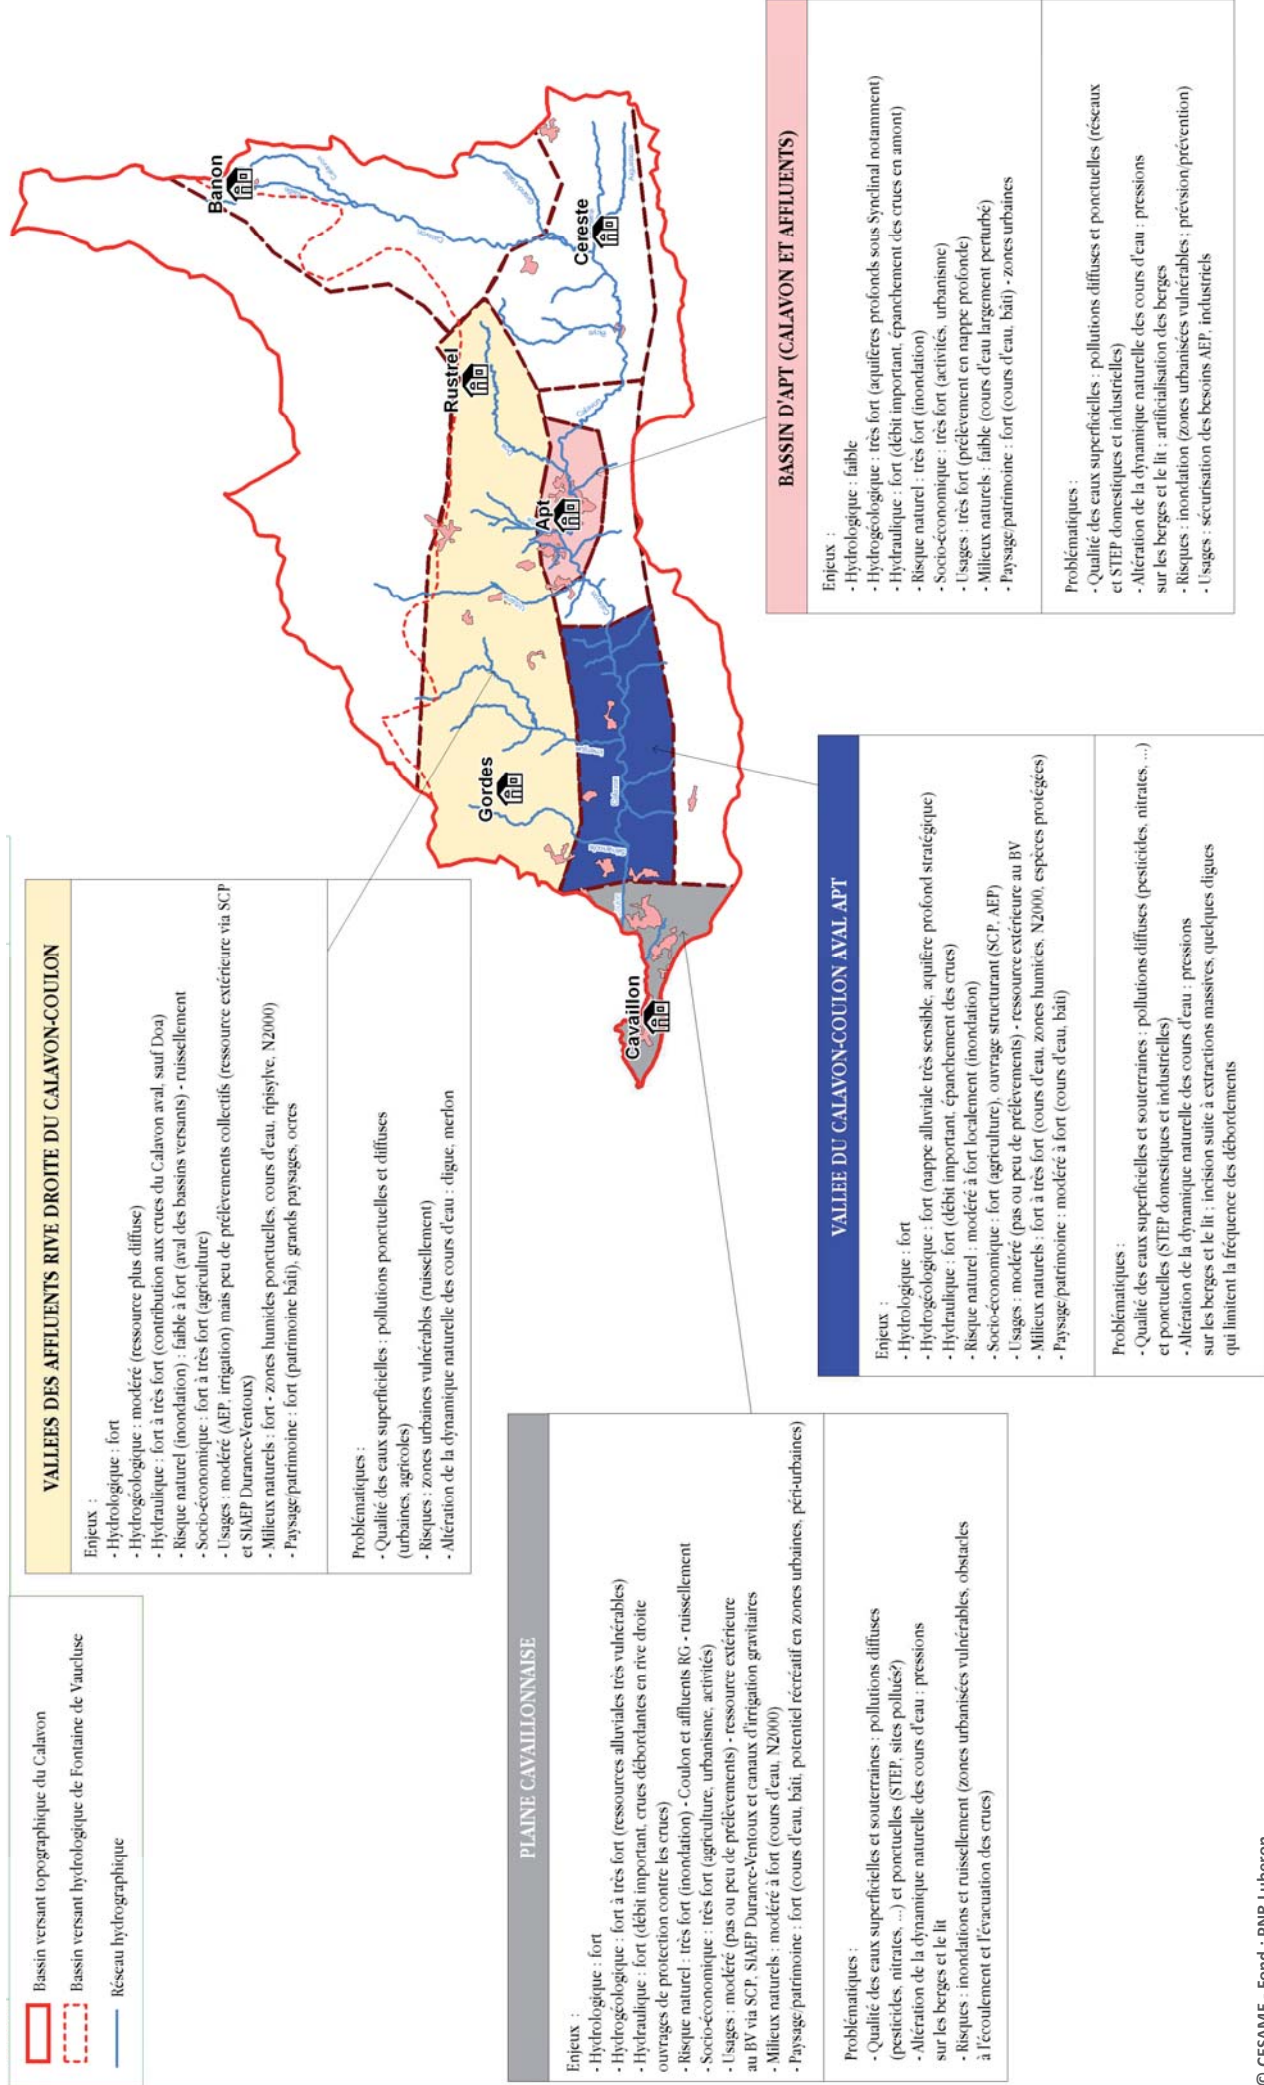 Bassin versant topographique du Calavon
Bassin versant hydrologique de Fontaine de Vaucluse
Réseau hydrographique
VALLEES DES AFFLUENTS RIVE DROITE DU CALAVON-COULON
Enjeux :
- Hydrologique : fort
- Hydrogéologique : modéré (ressource plus diffuse)
- Hydraulique : fort à très fort (contribution aux crues du Calavon aval, sauf Doa)
- Risque naturel (inondation) : faible à fort (aval des bassins versants) - ruissellement
- Socio-économique : fort à très fort (agriculture)
- Usages : modéré (AEP, irrigation) mais peu de prélèvements collectifs (ressource extérieure via SCP
et SIAEP Durance-Ventoux)
- Milieux naturels : fort - zones humides ponctuelles, cours d'eau, ripisylve, N2000)
- Paysage/patrimoine : fort (patrimoine bâti), grands paysages, ocres
Problématiques :
- Qualité des eaux superficielles : pollutions ponctuelles et diffuses
(urbaines, agricoles)
- Risques : zones urbaines vulnérables (ruissellement)
- Altération de la dynamique naturelle des cours d'eau : digue, merlon
Banon
Rustrel
Cereste
Gordes
Apt
Cavaillon
Calavon
Calavon
Calavon
Calavon
Calavon
PLAINE CAVAILLONNAISE
Enjeux :
- Hydrologique : fort
- Hydrogéologique : fort à très fort (ressources alluviales très vulnérables)
- Hydraulique : fort (débit important, crues débordantes en rive droite
ouvrages de protection contre les crues)
- Risque naturel : très fort (inondation) - Coulon et affluents RG - ruissellement
- Socio-économique : très fort (agriculture, urbanisme, activités)
- Usages : modéré (pas ou peu de prélèvements) - ressource extérieure
au BV via SCP, SIAEP Durance-Ventoux et canaux d'irrigation gravitaires
- Milieux naturels : modéré à fort (cours d'eau, N2000)
- Paysage/patrimoine : fort (cours d'eau, bâti, potentiel récréatif en zones urbaines, péri-urbaines)
Problématiques :
- Qualité des eaux superficielles et souterraines : pollutions diffuses
(pesticides, nitrates, ...) et ponctuelles (STEP, sites pollués?)
- Altération de la dynamique naturelle des cours d'eau : pressions
sur les berges et le lit
- Risques : inondations et ruissellement (zones urbanisées vulnérables, obstacles
à l'écoulement et l'évacuation des crues)
VALLEE DU CALAVON-COULON AVAL APT
Enjeux :
- Hydrologique : fort
- Hydrogéologique : fort (nappe alluviale très sensible, aquifère profond stratégique)
- Hydraulique : fort (débit important, épanchement des crues)
- Risque naturel : modéré à fort localement (inondation)
- Socio-économique : fort (agriculture), ouvrage structurant (SCP, AEP)
- Usages : modéré (pas ou peu de prélèvements) - ressource extérieure au BV
- Milieux naturels : fort à très fort (cours d'eau, zones humides, N2000, espèces protégées)
- Paysage/patrimoine : modéré à fort (cours d'eau, bâti)
Problématiques :
- Qualité des eaux superficielles et souterraines : pollutions diffuses (pesticides, nitrates, ...)
et ponctuelles (STEP domestiques et industrielles)
- Altération de la dynamique naturelle des cours d'eau : pressions
sur les berges et le lit ; incision suite à extractions massives, quelques digues
qui limitent la fréquence des débordements
BASSIN D'APT (CALAVON ET AFFLUENTS)
Enjeux :
- Hydrologique : faible
- Hydrogéologique : très fort (aquifères profonds sous Synclinal notamment)
- Hydraulique : fort (débit important, épanchement des crues en amont)
- Risque naturel : très fort (inondation)
- Socio-économique : très fort (activités, urbanisme)
- Usages : très fort (prélèvement en nappe profonde)
- Milieux naturels : faible (cours d'eau largement perturbé)
- Paysage/patrimoine : fort (cours d'eau, bâti) - zones urbaines
Problématiques :
- Qualité des eaux superficielles : pollutions diffuses et ponctuelles (réseaux
et STEP domestiques et industrielles)
- Altération de la dynamique naturelle des cours d'eau : pressions
sur les berges et le lit ; artificialisation des berges
- Risques : inondation (zones urbanisées vulnérables ; prévsion/prévention)
- Usages : sécurisation des besoins AEP, industriels
© CESAME - Fond : PNR Luberon